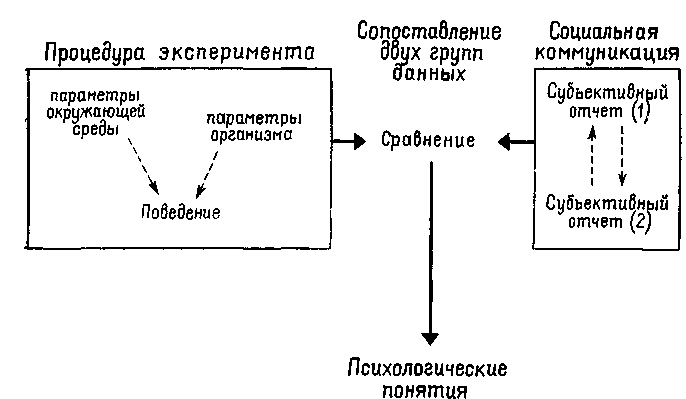 Процедура эксперимента
параметры
окружающей
среды
параметры
организма
Поведение
Сопоставление
двух групп
данных
Сравнение
Социальная
коммуникация
Субъективный
отчет (1)
Субъективный
отчет (2)
Психологические
понятия